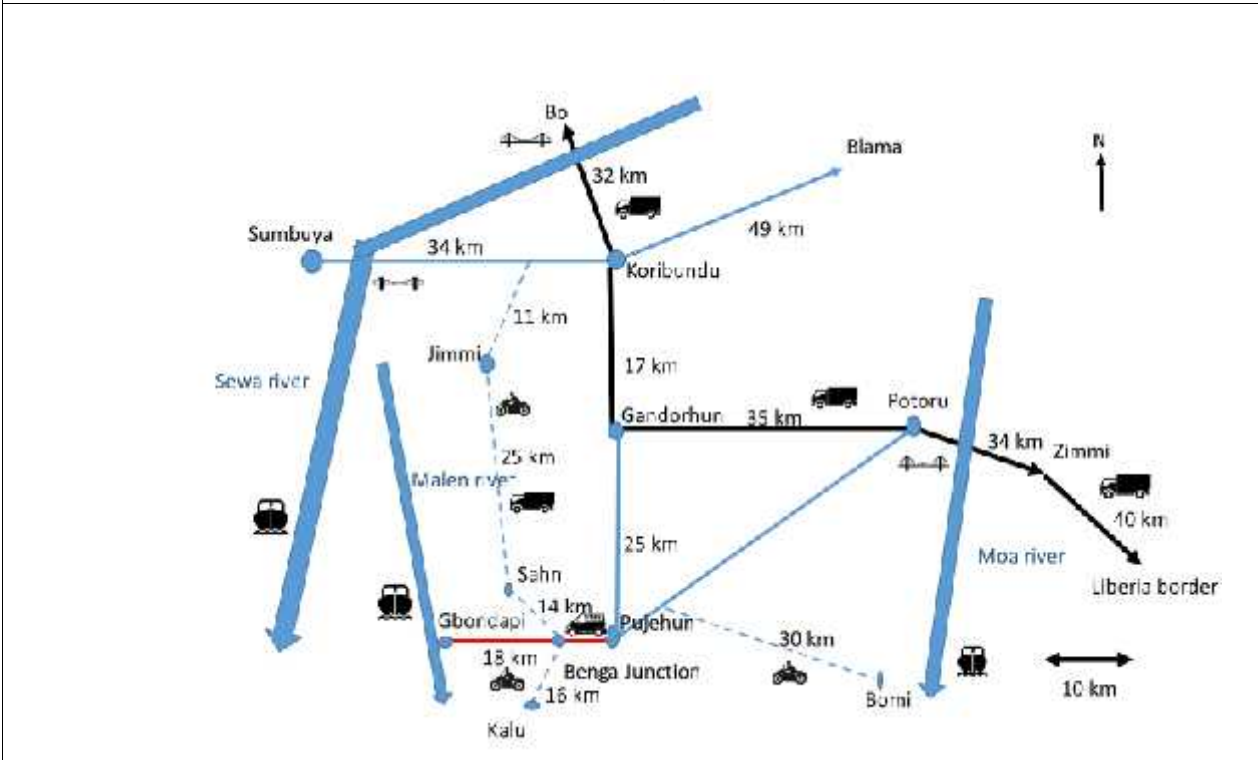 Bo
Blama
N
32 km
Sumbuya
49 km
34 km
Koribundu
11 km
Jimmi
17 km
Sewa river
Potoru
Gandorhun
35 km
34 km
Zimmi
25 km
Malen river
40 km
25 km
Moa river
Sahn
Liberia border
14 km
Gbondapi
Pujehun
30 km
18 km
Benga Junction
10 km
16 km
Bomi
Kalu